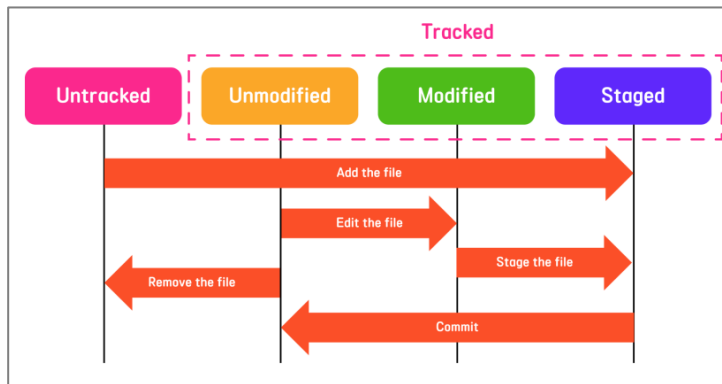 Tracked
Untracked
Unmodified
Modified
Staged
Add the file
Edit the file
Stage the file
Remove the file
Commit